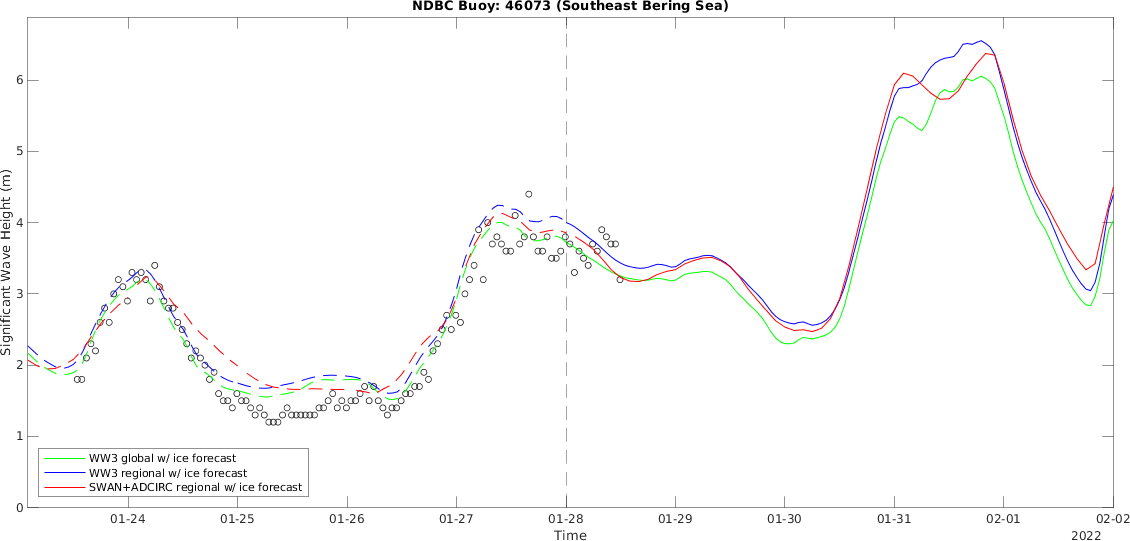 NDBC Buoy: 46073 (Southeast Bering Sea)
Significant Wave Height (m)
6
5
4
3
2
1
0
WW3 global w/ ice forecast
WW3 regional w/ ice forecast
SWAN+ADCIRC regional w/ ice forecast
01-24 01-25 01-26 01-27 01-28 01-29 01-30 01-31 02-01 02-02
Time
2022